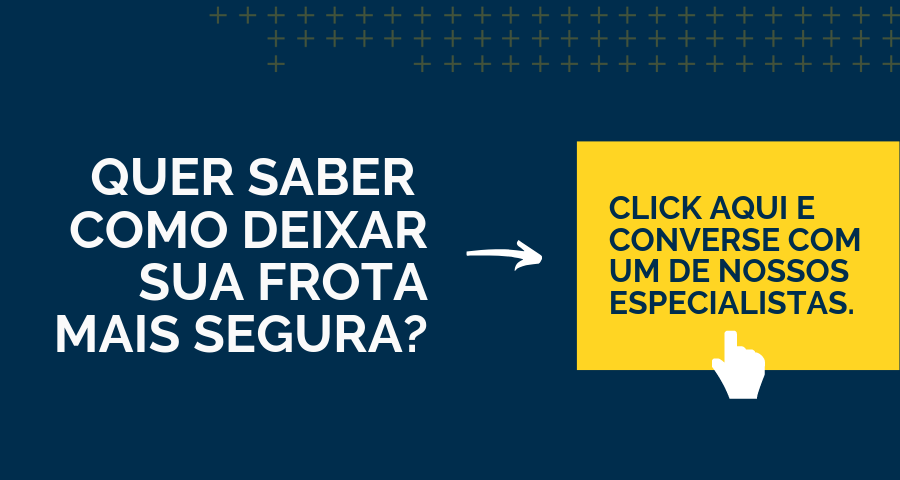 QUER SABER
COMO DEIXAR
SUA FROTA
MAIS SEGURA?
CLICK AQUI E
CONVERSE COM
UM DE NOSSOS
ESPECIALISTAS.